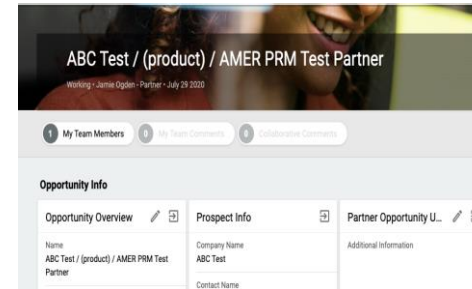 ABC Test / (product) / AMER PRM Test Partner
Working - Jamie Ogden - Partner - July 29 2020
1 My Team Members 0 My Team Comments 0 Collaborative Comments
Opportunity Info
Opportunity Overview Prospect Info Partner Opportunity U...
Name Company Name Additional Information
ABC Test / (product) / AMER PRM Test ABC Test
Partner
Contact Name